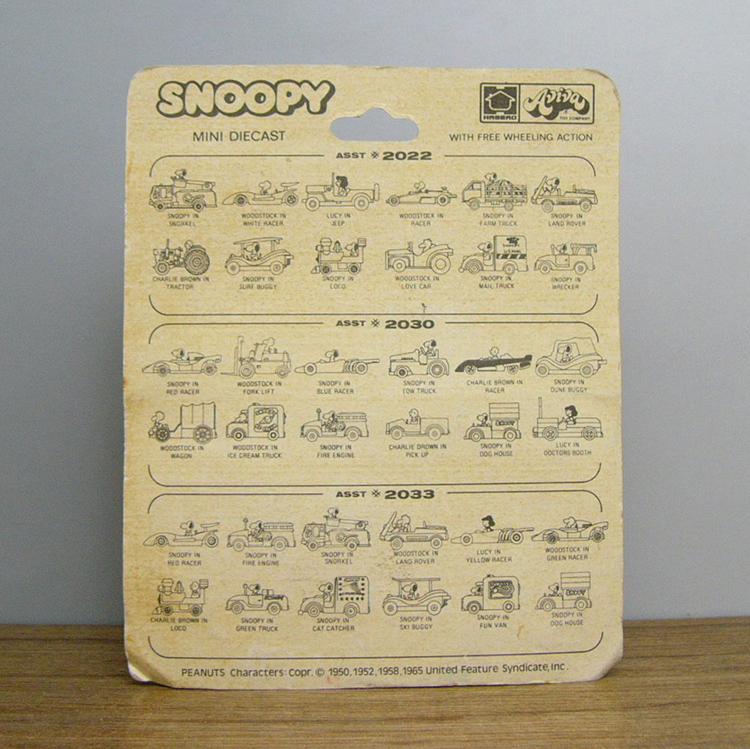 SNOOPY
HASBRO
Aviva
TOY COMPANY
MINI DIECAST
WITH FREE WHEELING ACTION
ASST ※ 2022
SNOOPY IN SNORKEL
WOODSTOCK IN WHITE RACER
LUCY IN JEEP
WOODSTOCK IN RACER
SNOOPY IN FARM TRUCK
SNOOPY IN LAND ROVER
CHARLIE BROWN IN TRACTOR
SNOOPY IN SURF BUGGY
SNOOPY IN LOCO
WOODSTOCK IN LOVE CAR
SNOOPY IN MAIL TRUCK
SNOOPY IN WRECKER
ASST ※ 2030
SNOOPY IN RED RACER
WOODSTOCK IN FORK LIFT
SNOOPY IN BLUE RACER
SNOOPY IN TOW TRUCK
CHARLIE BROWN IN RACER
SNOOPY IN DUNE BUGGY
WOODSTOCK IN WAGON
WOODSTOCK IN ICE CREAM TRUCK
SNOOPY IN FIRE ENGINE
CHARLIE BROWN IN PICK UP
SNOOPY IN DOG HOUSE
LUCY IN DOCTORS BOOTH
ASST ※ 2033
SNOOPY IN RED RACER
SNOOPY IN FIRE ENGINE
SNOOPY IN SNORKEL
WOODSTOCK IN LAND ROVER
LUCY IN YELLOW RACER
WOODSTOCK IN GREEN RACER
CHARLIE BROWN IN LOCO
SNOOPY IN GREEN TRUCK
SNOOPY IN CAT CATCHER
SNOOPY IN SKI BUGGY
SNOOPY IN FUN VAN
SNOOPY IN DOG HOUSE
PEANUTS Characters: Copr. © 1950, 1952, 1958, 1965 United Feature Syndicate, Inc.